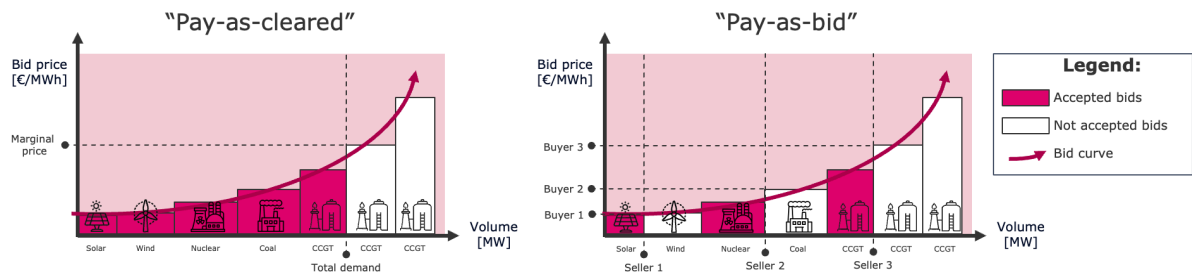 “Pay-as-cleared”
Bid price
[€/MWh]
Marginal
price
Solar
Wind
Nuclear
Coal
CCGT
CCGT
CCGT
Volume
[MW]
Total demand
“Pay-as-bid”
Bid price
[€/MWh]
Buyer 3
Buyer 2
Buyer 1
Solar
Wind
Nuclear
Coal
CCGT
CCGT
CCGT
Volume
[MW]
Seller 1
Seller 2
Seller 3
Legend:
Accepted bids
Not accepted bids
Bid curve